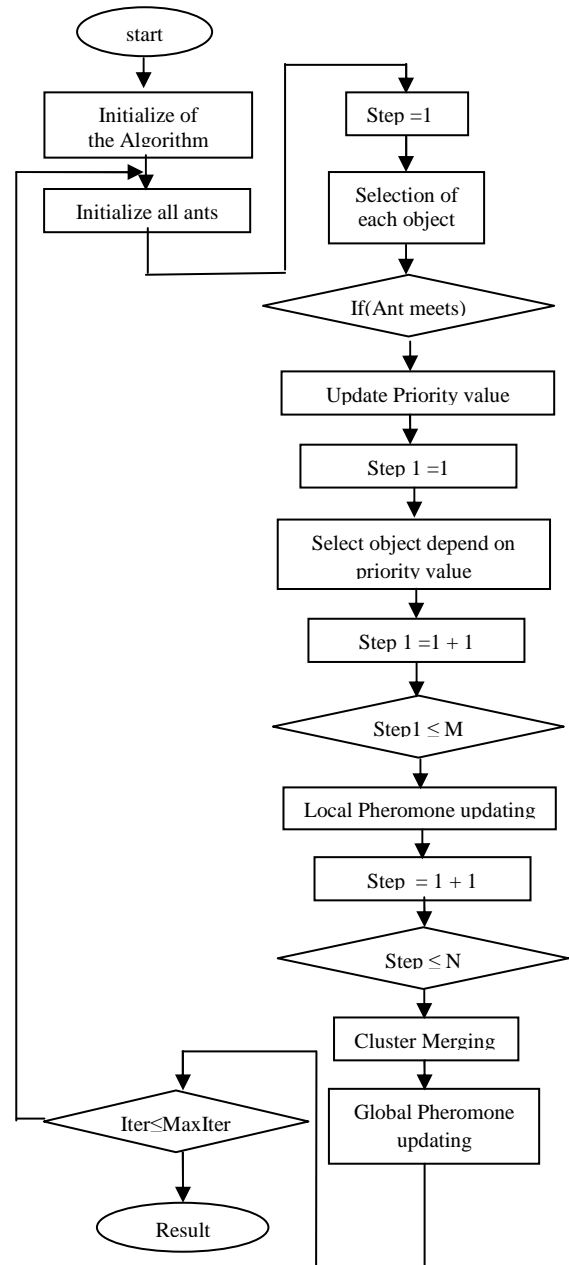 start
Initialize of
the Algorithm
Initialize all ants
Step =1
Selection of
each object
If(Ant meets)
Update Priority value
Step 1 =1
Select object depend on
priority value
Step 1 =1 + 1
Step1 ≤ M
Local Pheromone updating
Step = 1 + 1
Step ≤ N
Cluster Merging
Global Pheromone
updating
Iter≤MaxIter
Result